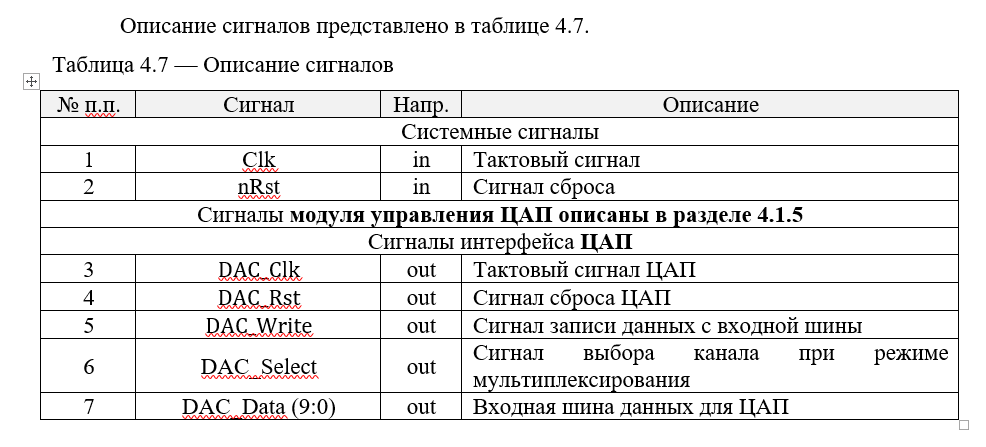 Описание сигналов представлено в таблице 4.7.
Таблица 4.7 — Описание сигналов
№ п.п. Сигнал Напр. Описание
Системные сигналы
1 Clk in Тактовый сигнал
2 nRst in Сигнал сброса
Сигналы модуля управления ЦАП описаны в разделе 4.1.5
Сигналы интерфейса ЦАП
3 DAC_Clk out Тактовый сигнал ЦАП
4 DAC_Rst out Сигнал сброса ЦАП
5 DAC_Write out Сигнал записи данных с входной шины
6 DAC_Select out Сигнал выбора канала при режиме
мультиплексирования
7 DAC_Data (9:0) out Входная шина данных для ЦАП